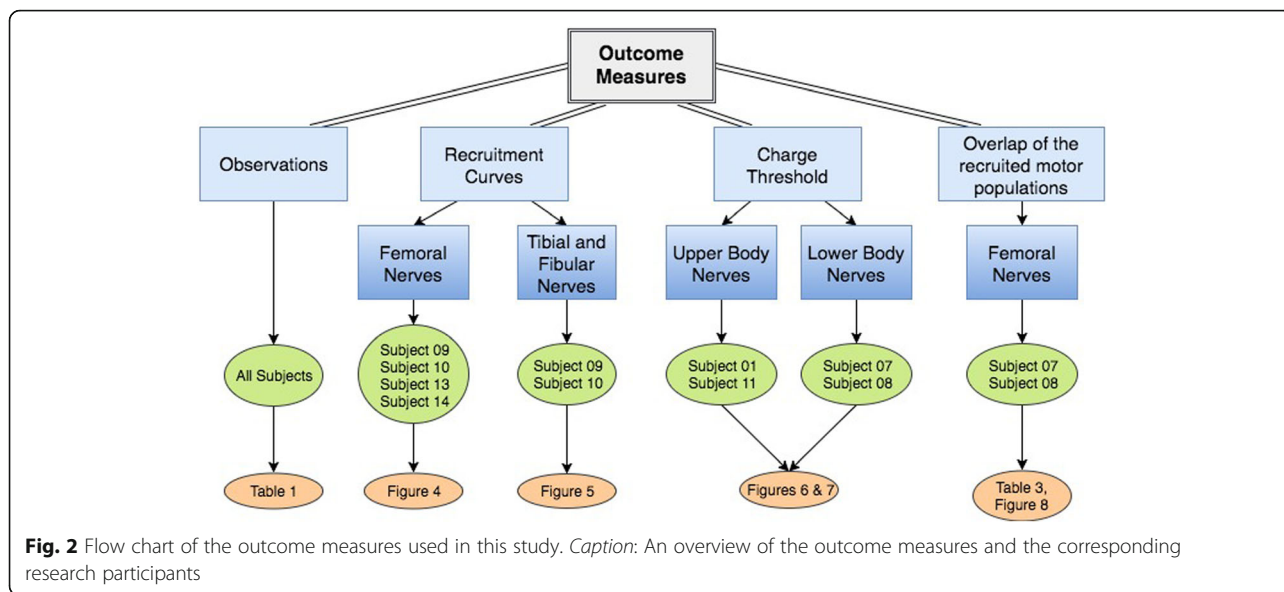 Outcome
Measures
Observations
Recruitment
Curves
Charge
Threshold
Overlap of the
recruited motor
populations
Femoral
Nerves
Tibial and
Fibular
Nerves
Upper Body
Nerves
Lower Body
Nerves
Femoral
Nerves
All Subjects
Subject 09
Subject 10
Subject 13
Subject 14
Subject 09
Subject 10
Subject 01
Subject 11
Subject 07
Subject 08
Subject 07
Subject 08
Table 1
Figure 4
Figure 5
Figures 6 & 7
Table 3,
Figure 8
Fig. 2 Flow chart of the outcome measures used in this study. Caption: An overview of the outcome measures and the corresponding
research participants